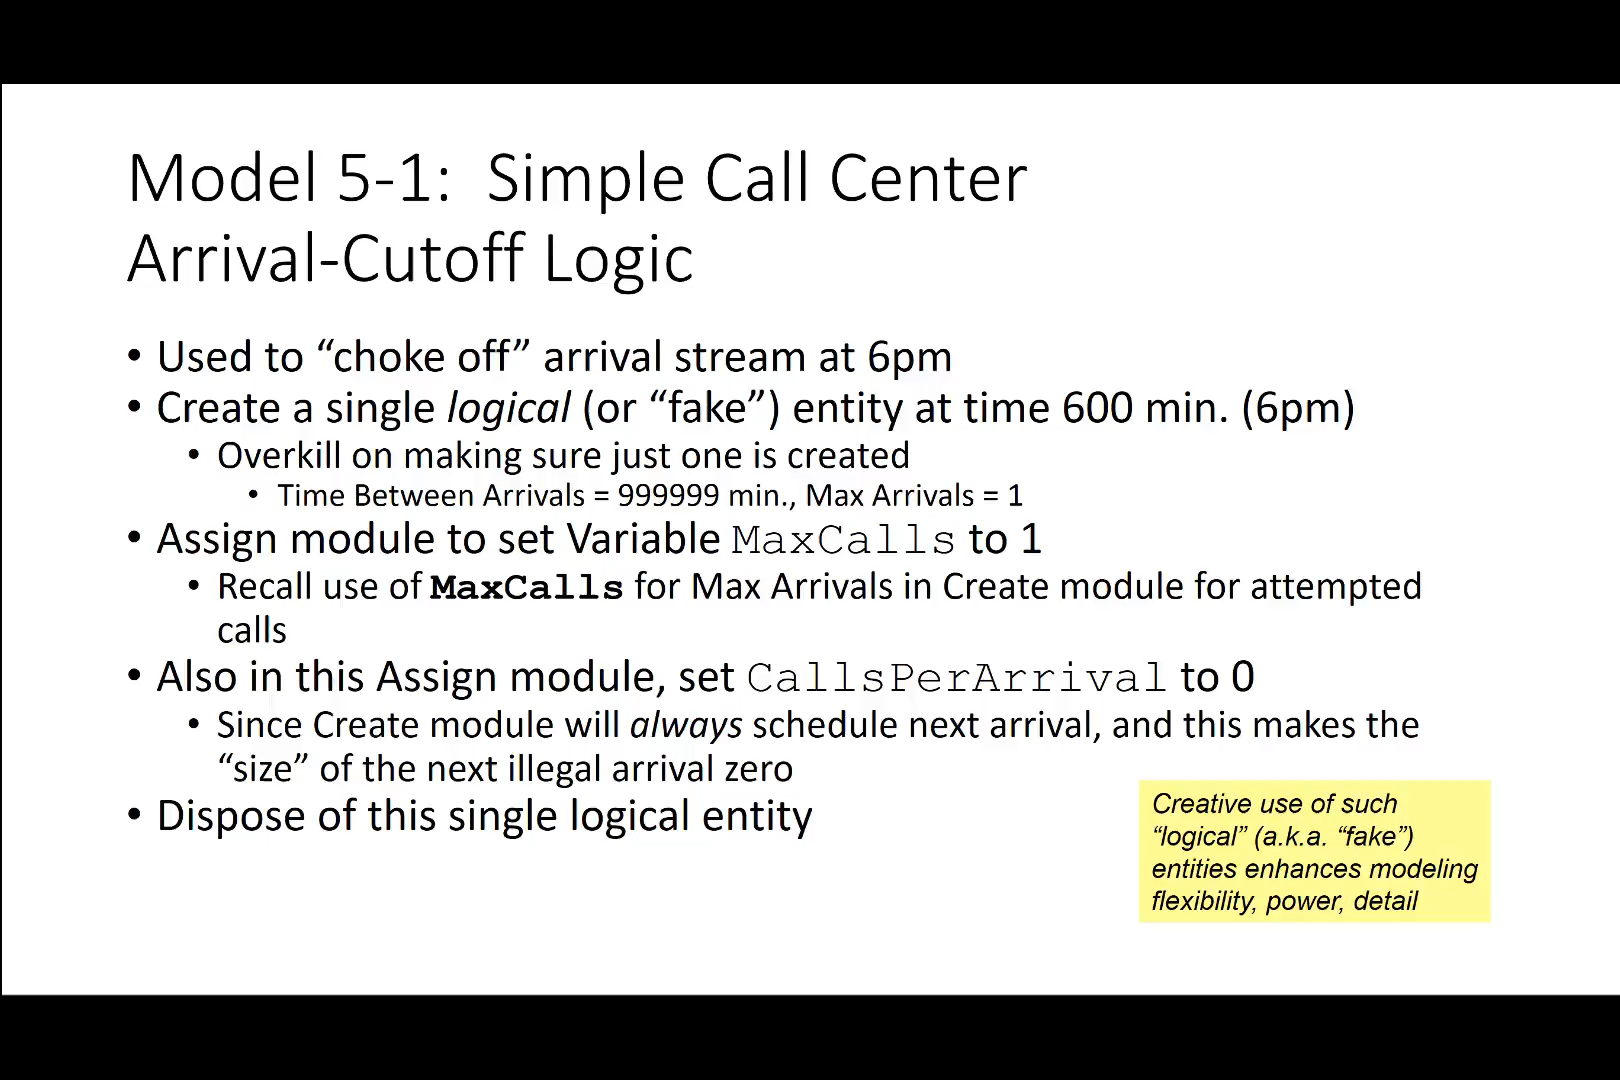 Model 5-1:  Simple Call Center
Arrival-Cutoff Logic
• Used to “choke off” arrival stream at 6pm
• Create a single logical (or “fake”) entity at time 600 min. (6pm)
• Overkill on making sure just one is created
• Time Between Arrivals = 999999 min., Max Arrivals = 1
• Assign module to set Variable MaxCalls to 1
• Recall use of MaxCalls for Max Arrivals in Create module for attempted
calls
• Also in this Assign module, set CallsPerArrival to 0
• Since Create module will always schedule next arrival, and this makes the
“size” of the next illegal arrival zero
• Dispose of this single logical entity
Creative use of such
“logical” (a.k.a. “fake”)
entities enhances modeling
flexibility, power, detail